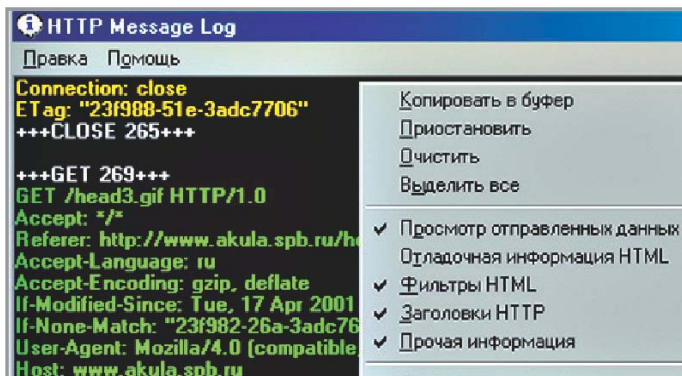 HTTP Message Log
Правка Помощь
Connection: close
ETag: "23f988-51e-3adc7706"
+++CLOSE 265+++
+++GET 269+++
GET /head3.gif HTTP/1.0
Accept: */*
Referer: http://www.akula.spb.ru/he
Accept-Language: ru
Accept-Encoding: gzip, deflate
If-Modified-Since: Tue, 17 Apr 2001
If-None-Match: "23f982-26a-3adc76
User-Agent: Mozilla/4.0 (compatible;
Host: www.akula.spb.ru
Копировать в буфер
Приостановить
Очистить
Выделить все
Просмотр отправленных данных
Отладочная информация HTML
Фильтры HTML
Заголовки HTTP
Прочая информация